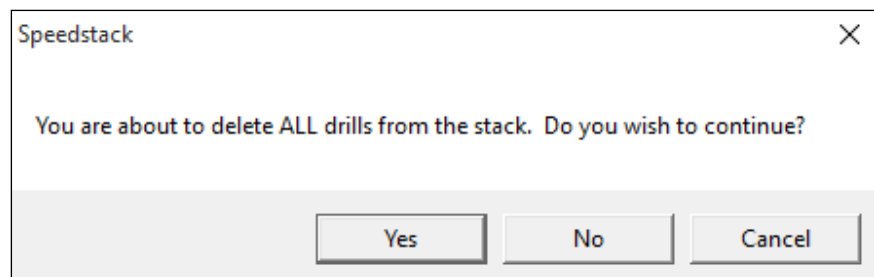 Speedstack
You are about to delete ALL drills from the stack.  Do you wish to continue?
Yes No Cancel